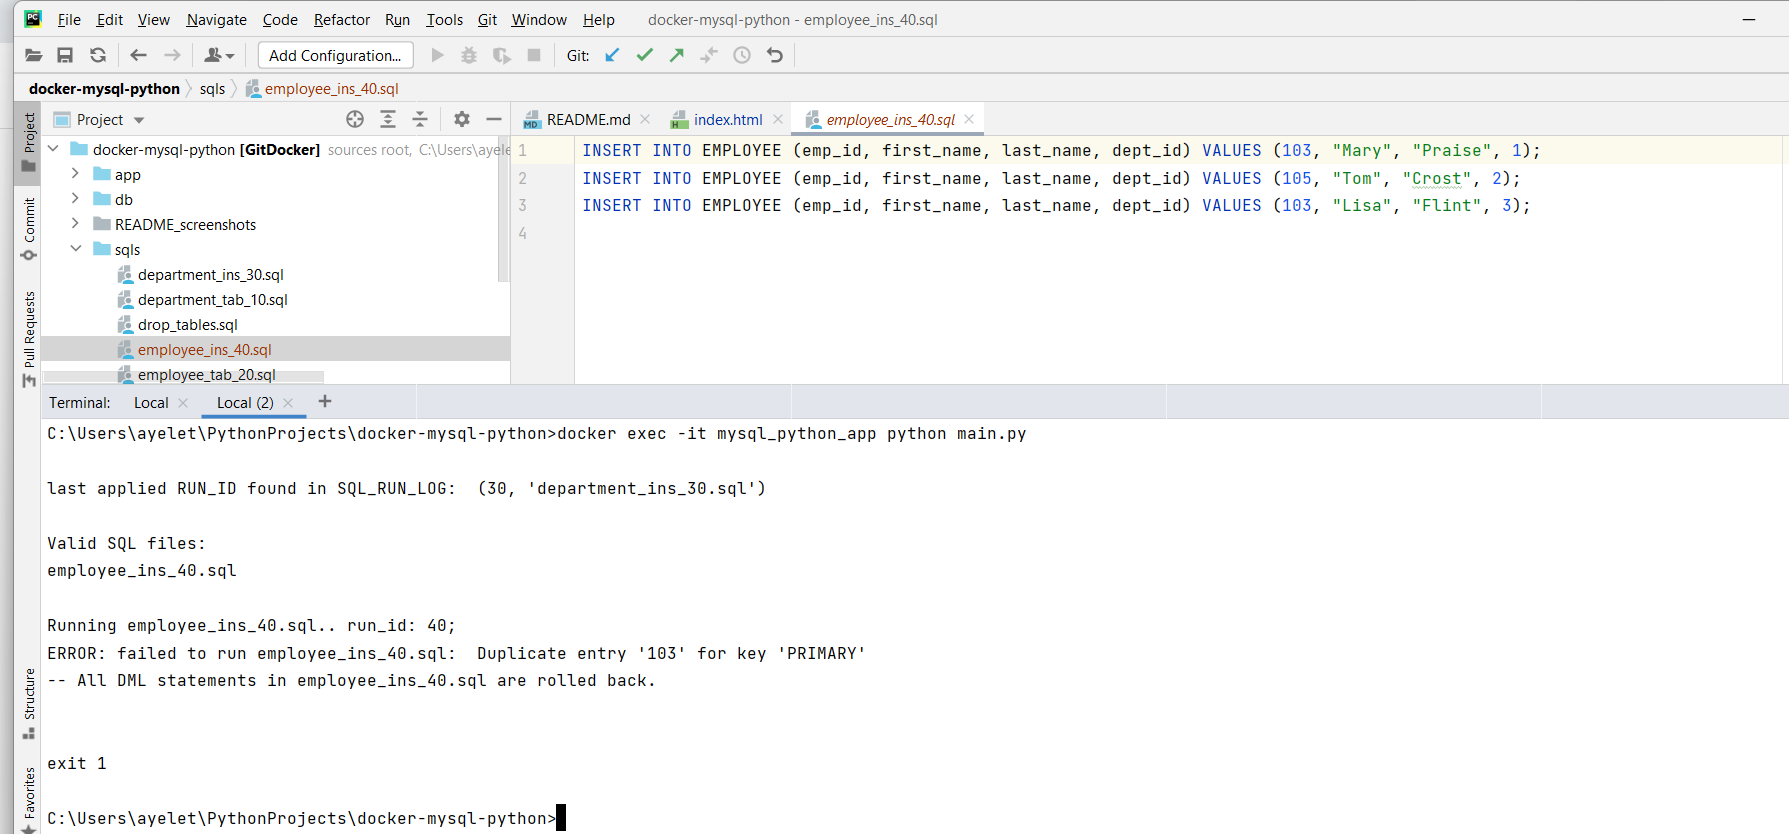 PC File Edit View Navigate Code Refactor Run Tools Git Window Help docker-mysql-python - employee_ins_40.sql
Add Configuration... Git:
docker-mysql-python sqls employee_ins_40.sql
Project
Project
MD README.md H index.html employee_ins_40.sql
docker-mysql-python [GitDocker] sources root, C:\Users\ayele
app
db
README_screenshots
sqls
department_ins_30.sql
department_tab_10.sql
drop_tables.sql
employee_ins_40.sql
employee_tab_20.sql
1 INSERT INTO EMPLOYEE (emp_id, first_name, last_name, dept_id) VALUES (103, "Mary", "Praise", 1);
2 INSERT INTO EMPLOYEE (emp_id, first_name, last_name, dept_id) VALUES (105, "Tom", "Crost", 2);
3 INSERT INTO EMPLOYEE (emp_id, first_name, last_name, dept_id) VALUES (103, "Lisa", "Flint", 3);
4
Commit
Pull Requests
Terminal: Local Local (2)
C:\Users\ayelet\PythonProjects\docker-mysql-python>docker exec -it mysql_python_app python main.py
last applied RUN_ID found in SQL_RUN_LOG:  (30, 'department_ins_30.sql')
Valid SQL files:
employee_ins_40.sql
Running employee_ins_40.sql.. run_id: 40;
ERROR: failed to run employee_ins_40.sql:  Duplicate entry '103' for key 'PRIMARY'
-- All DML statements in employee_ins_40.sql are rolled back.
exit 1
C:\Users\ayelet\PythonProjects\docker-mysql-python>
Structure
Favorites